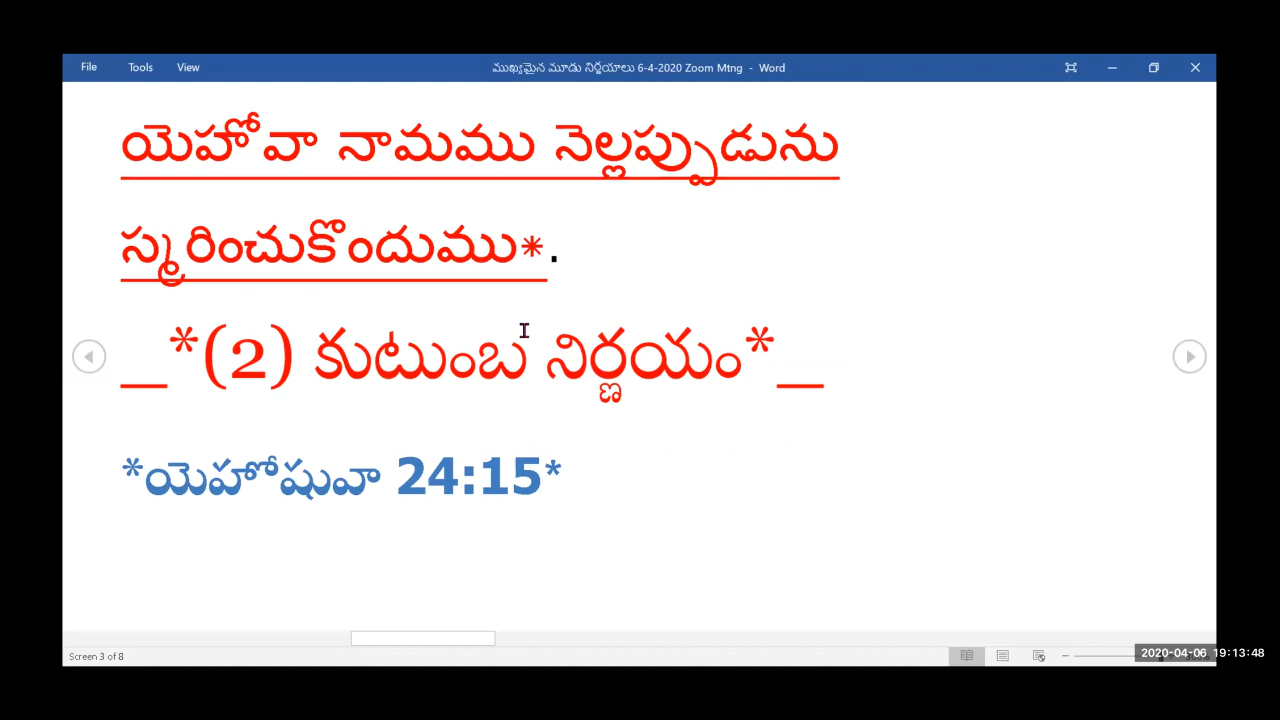 File Tools View ముఖ్యమైన మూడు నిర్ణయాలు 6-4-2020 Zoom Mtng - Word
యెహోవా నామము నెల్లప్పుడును
స్మరించుకొందుము*.
_*(2) కుటుంబ నిర్ణయం*_
*యెహోషువా 24:15*
Screen 3 of 8
2020-04-06 19:13:48